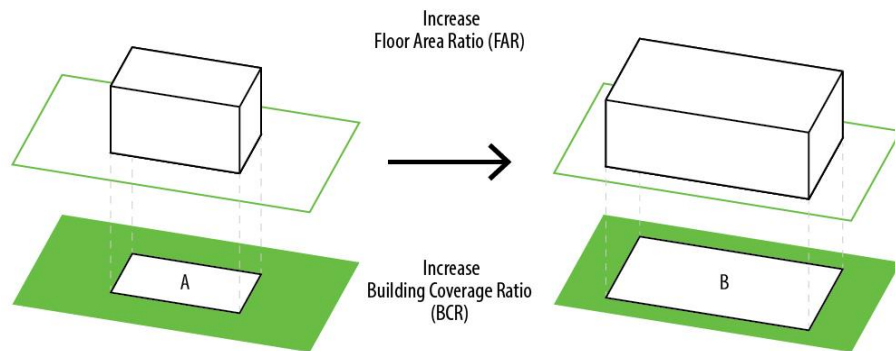 Increase
Floor Area Ratio (FAR)
A
Increase
Building Coverage Ratio
(BCR)
B